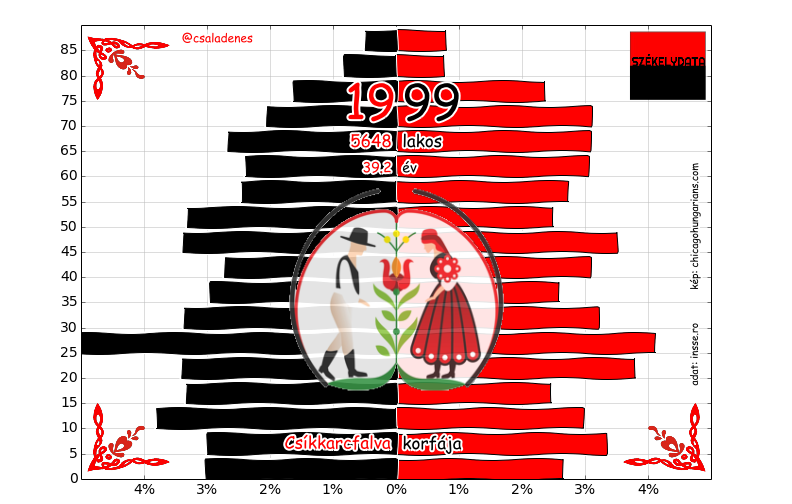 @csaladenes
SZÉKELYDATA
1999
5648 lakos
39.2 év
kép: chicagohungarians.com
adat: insse.ro
Csíkkarcfalva korfája
85
80
75
70
65
60
55
50
45
40
35
30
25
20
15
10
5
0
4% 3% 2% 1% 0% 1% 2% 3% 4%